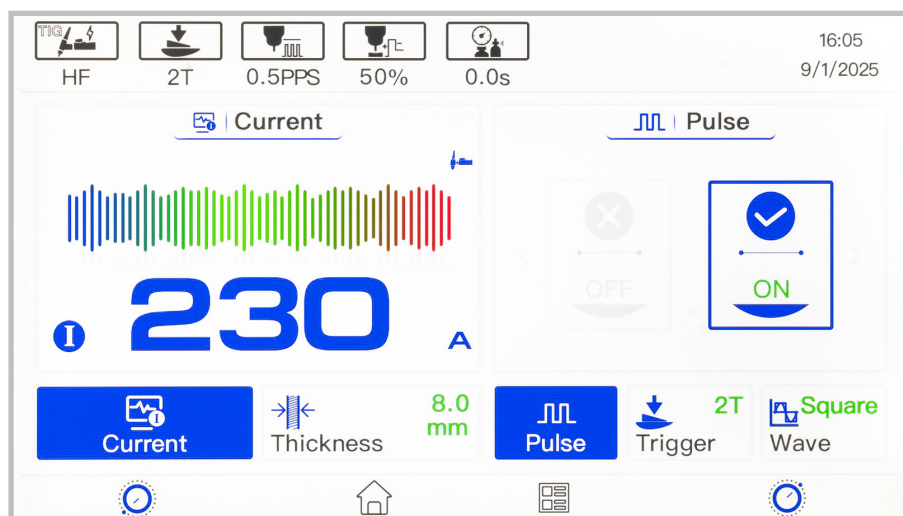 TIG
HF
2T
0.5PPS
50%
0.0s
16:05
9/1/2025
Current
Pulse
OFF
ON
I
230
A
Current
8.0
mm
Thickness
Pulse
2T
Trigger
Square
Wave